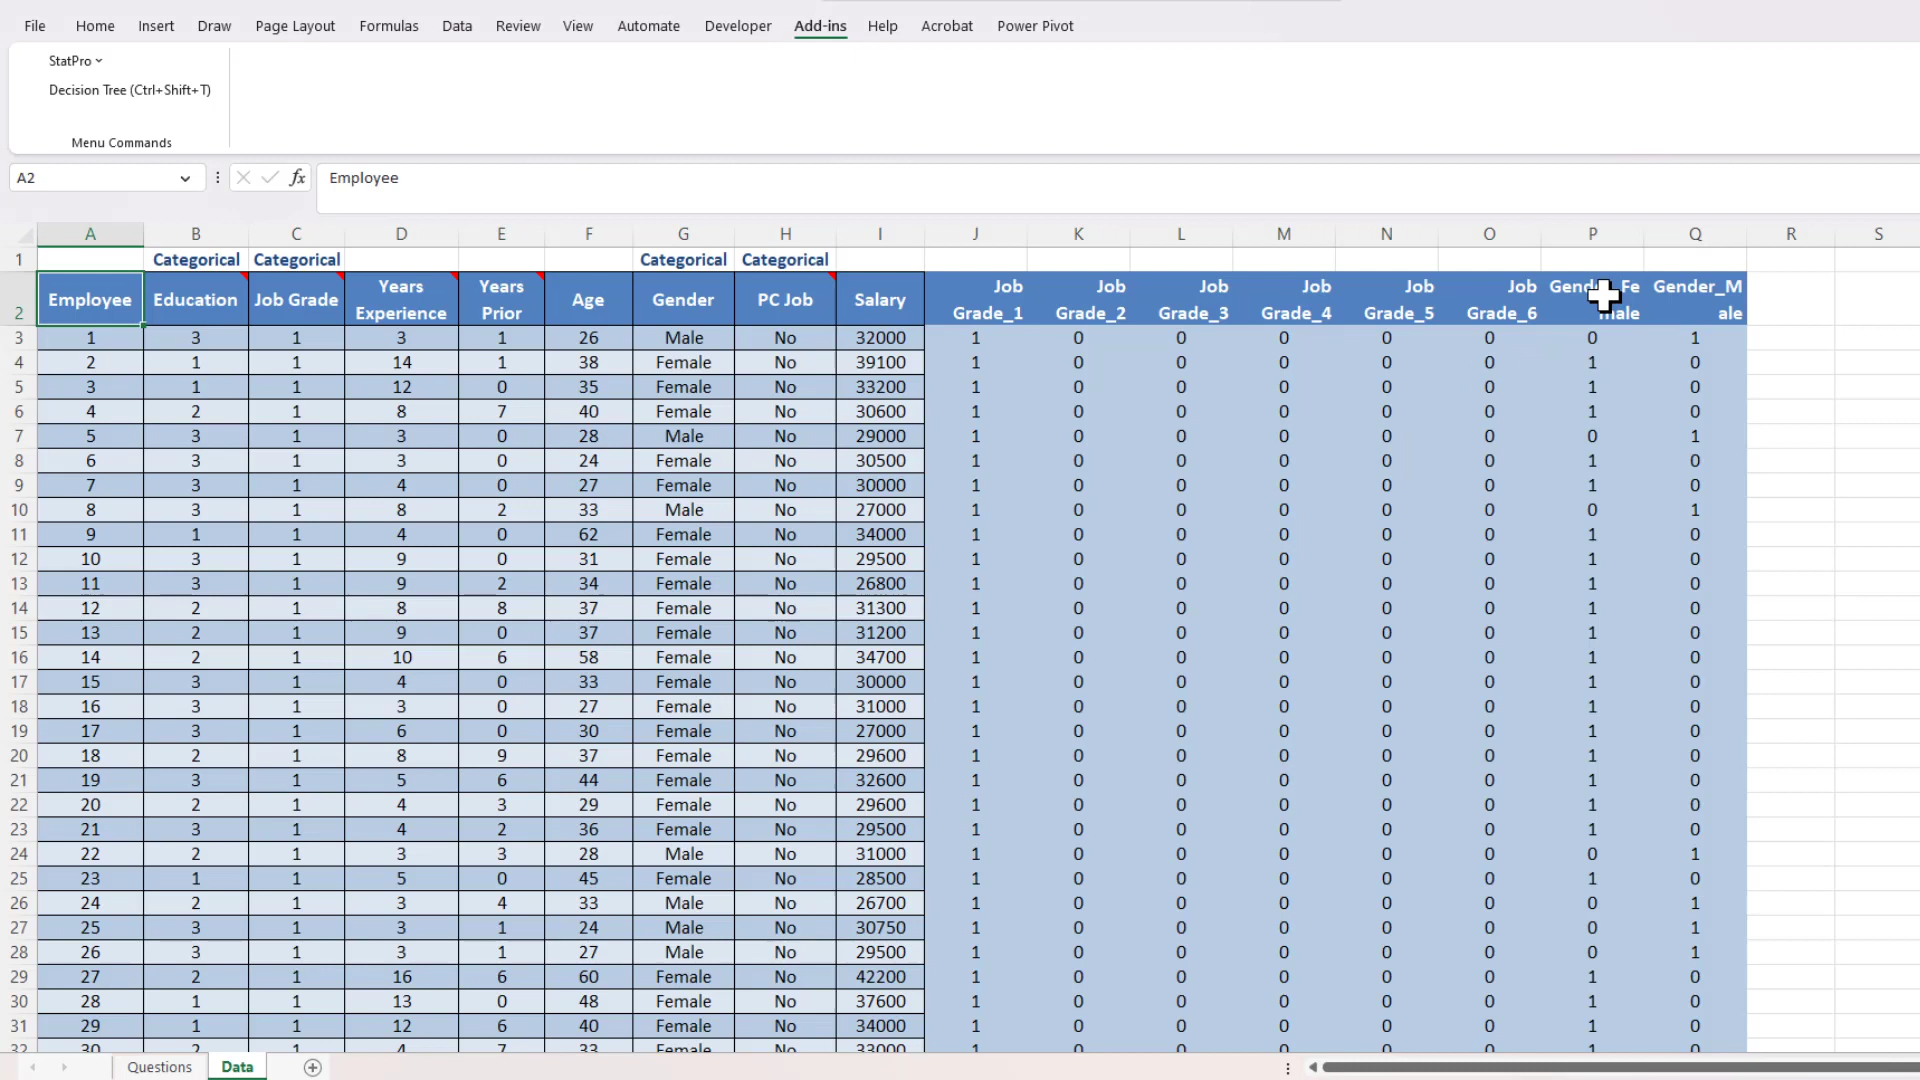 File Home Insert Draw Page Layout Formulas Data Review View Automate Developer Add-ins Help Acrobat Power Pivot
StatPro
Decision Tree (Ctrl+Shift+T)
Menu Commands
A2 fx Employee
A B C D E F G H I J K L M N O P Q R S
1 Categorical Categorical Categorical Categorical
2 Employee Education Job Grade Years Experience Years Prior Age Gender PC Job Salary Job Grade_1 Job Grade_2 Job Grade_3 Job Grade_4 Job Grade_5 Job Grade_6 Gender_Female Gender_Male
3 1 3 1 3 1 26 Male No 32000 1 0 0 0 0 0 0 1
4 2 1 1 14 1 38 Female No 39100 1 0 0 0 0 0 1 0
5 3 1 1 12 0 35 Female No 33200 1 0 0 0 0 0 1 0
6 4 2 1 8 7 40 Female No 30600 1 0 0 0 0 0 1 0
7 5 3 1 3 0 28 Male No 29000 1 0 0 0 0 0 0 1
8 6 3 1 3 0 24 Female No 30500 1 0 0 0 0 0 1 0
9 7 3 1 4 0 27 Female No 30000 1 0 0 0 0 0 1 0
10 8 3 1 8 2 33 Male No 27000 1 0 0 0 0 0 0 1
11 9 1 1 4 0 62 Female No 34000 1 0 0 0 0 0 1 0
12 10 3 1 9 0 31 Female No 29500 1 0 0 0 0 0 1 0
13 11 3 1 9 2 34 Female No 26800 1 0 0 0 0 0 1 0
14 12 2 1 8 8 37 Female No 31300 1 0 0 0 0 0 1 0
15 13 2 1 9 0 37 Female No 31200 1 0 0 0 0 0 1 0
16 14 2 1 10 6 58 Female No 34700 1 0 0 0 0 0 1 0
17 15 3 1 4 0 33 Female No 30000 1 0 0 0 0 0 1 0
18 16 3 1 3 0 27 Female No 31000 1 0 0 0 0 0 1 0
19 17 3 1 6 0 30 Female No 27000 1 0 0 0 0 0 1 0
20 18 2 1 8 9 37 Female No 29600 1 0 0 0 0 0 1 0
21 19 3 1 5 6 44 Female No 32600 1 0 0 0 0 0 1 0
22 20 2 1 4 3 29 Female No 29600 1 0 0 0 0 0 1 0
23 21 3 1 4 2 36 Female No 29500 1 0 0 0 0 0 1 0
24 22 2 1 3 3 28 Male No 31000 1 0 0 0 0 0 0 1
25 23 1 1 5 0 45 Female No 28500 1 0 0 0 0 0 1 0
26 24 2 1 3 4 33 Male No 26700 1 0 0 0 0 0 0 1
27 25 3 1 3 1 24 Male No 30750 1 0 0 0 0 0 0 1
28 26 3 1 3 1 27 Male No 29500 1 0 0 0 0 0 0 1
29 27 2 1 16 6 60 Female No 42200 1 0 0 0 0 0 1 0
30 28 1 1 13 0 48 Female No 37600 1 0 0 0 0 0 1 0
31 29 1 1 12 6 40 Female No 34000 1 0 0 0 0 0 1 0
32 30 2 1 4 7 33 Female No 33000 1 0 0 0 0 0 1 0
Questions Data